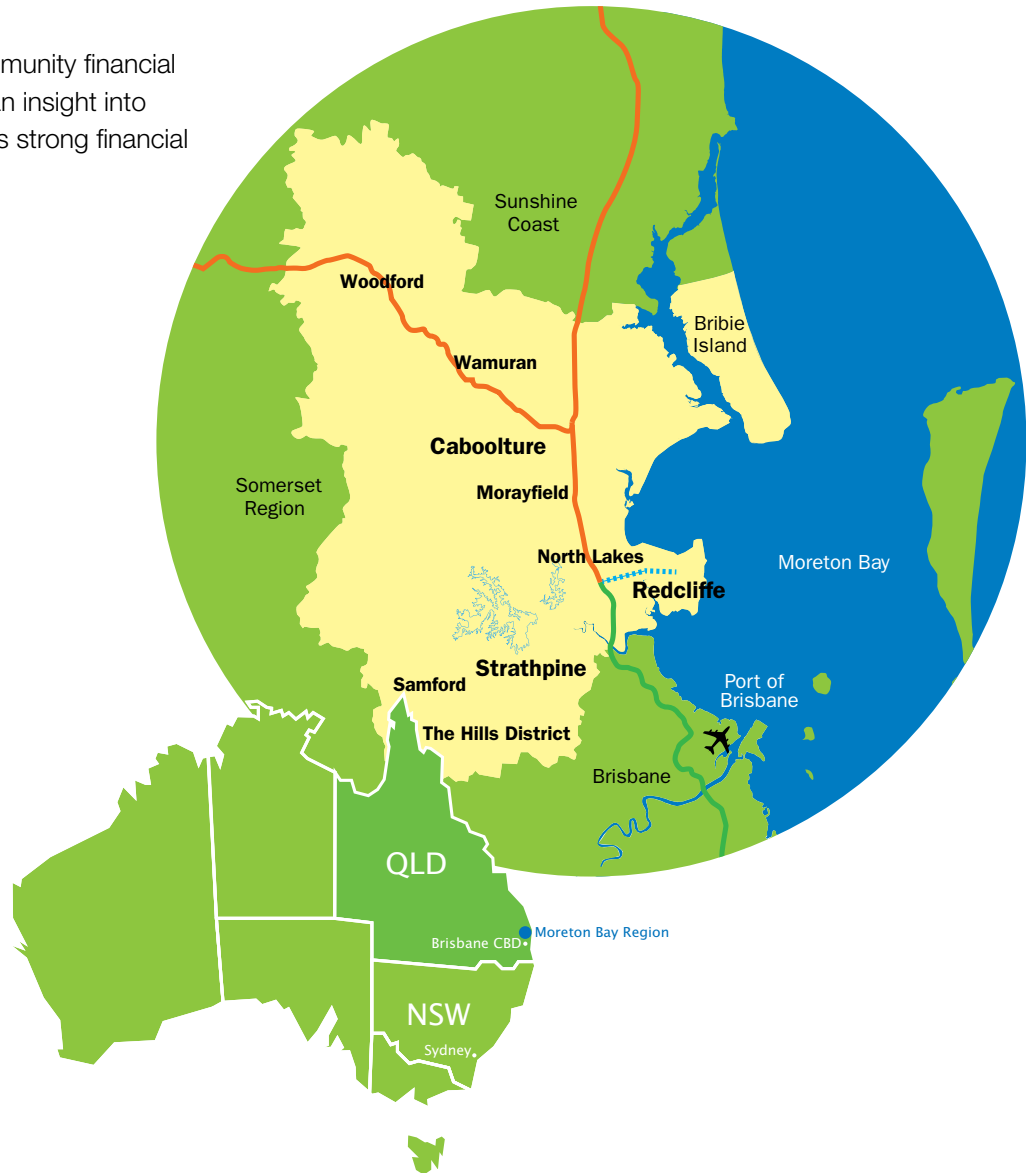 munity financial
an insight into
s strong financial
Sunshine
Coast
Woodford
Bribie
Island
Wamuran
Caboolture
Somerset
Region
Morayfield
North Lakes
Moreton Bay
Redcliffe
Strathpine
Samford
Port of
Brisbane
The Hills District
Brisbane
QLD
Moreton Bay Region
Brisbane CBD
NSW
Sydney